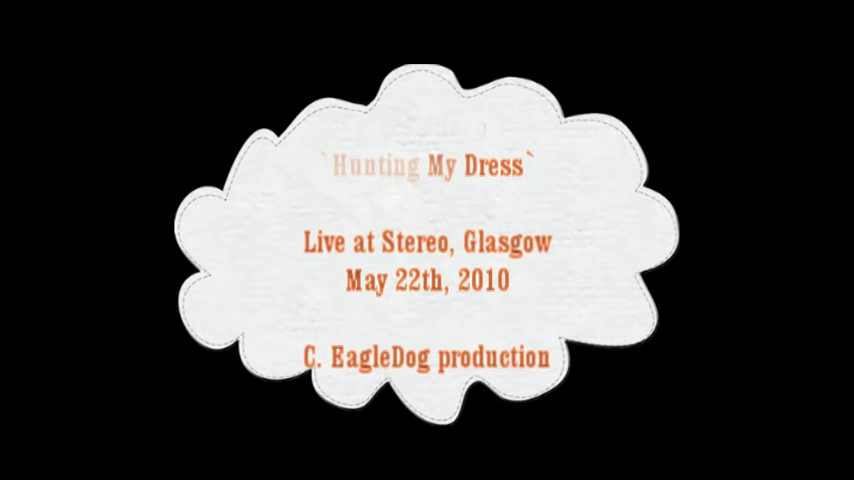 `Hunting My Dress`
Live at Stereo, Glasgow
May 22th, 2010
C. EagleDog production